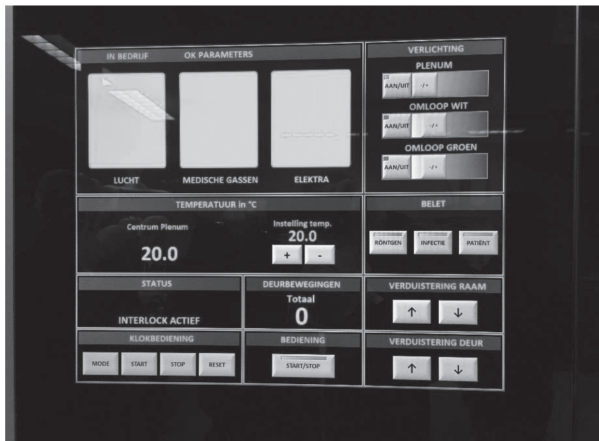 IN BEDRIJF OK PARAMETERS
LUCHT MEDISCHE GASSEN ELEKTRA
VERLICHTING
PLENUM
AAN/UIT -/+
OMLOOP WIT
AAN/UIT -/+
OMLOOP GROEN
AAN/UIT -/+
TEMPERATUUR in °C
Centrum Plenum
20.0
Instelling temp.
20.0
+ -
BELET
RÖNTGEN INFECTIE PATIËNT
STATUS
INTERLOCK ACTIEF
DEURBEWEGINGEN
Totaal
0
VERDUISTERING RAAM
↑ ↓
KLOKBEDIENING
MODE START STOP RESET
BEDIENING
START/STOP
VERDUISTERING DEUR
↑ ↓